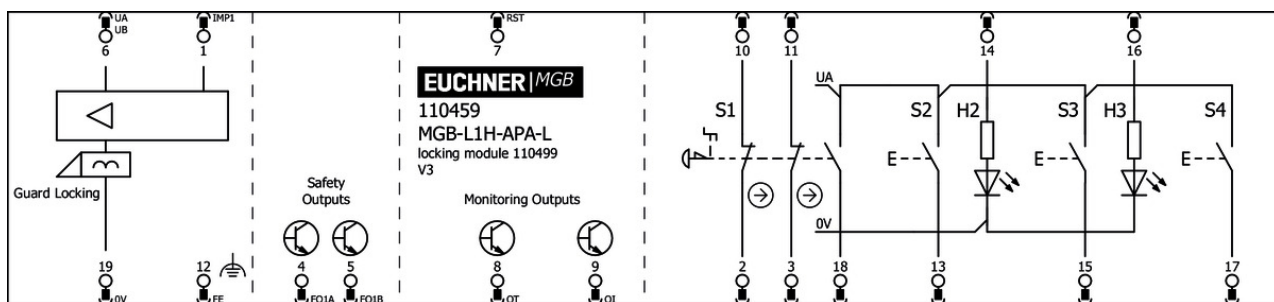 UA
UB
IMP1
RST
6
1
7
10
11
14
16
EUCHNER MGB
110459
MGB-L1H-APA-L
locking module 110499
V3
UA
S1
S2
H2
S3
H3
S4
E
E
E
Guard Locking
Safety
Outputs
Monitoring Outputs
0V
19
12
4
5
8
9
2
3
18
13
15
17
0V
FE
FO1A
FO1B
OT
OI